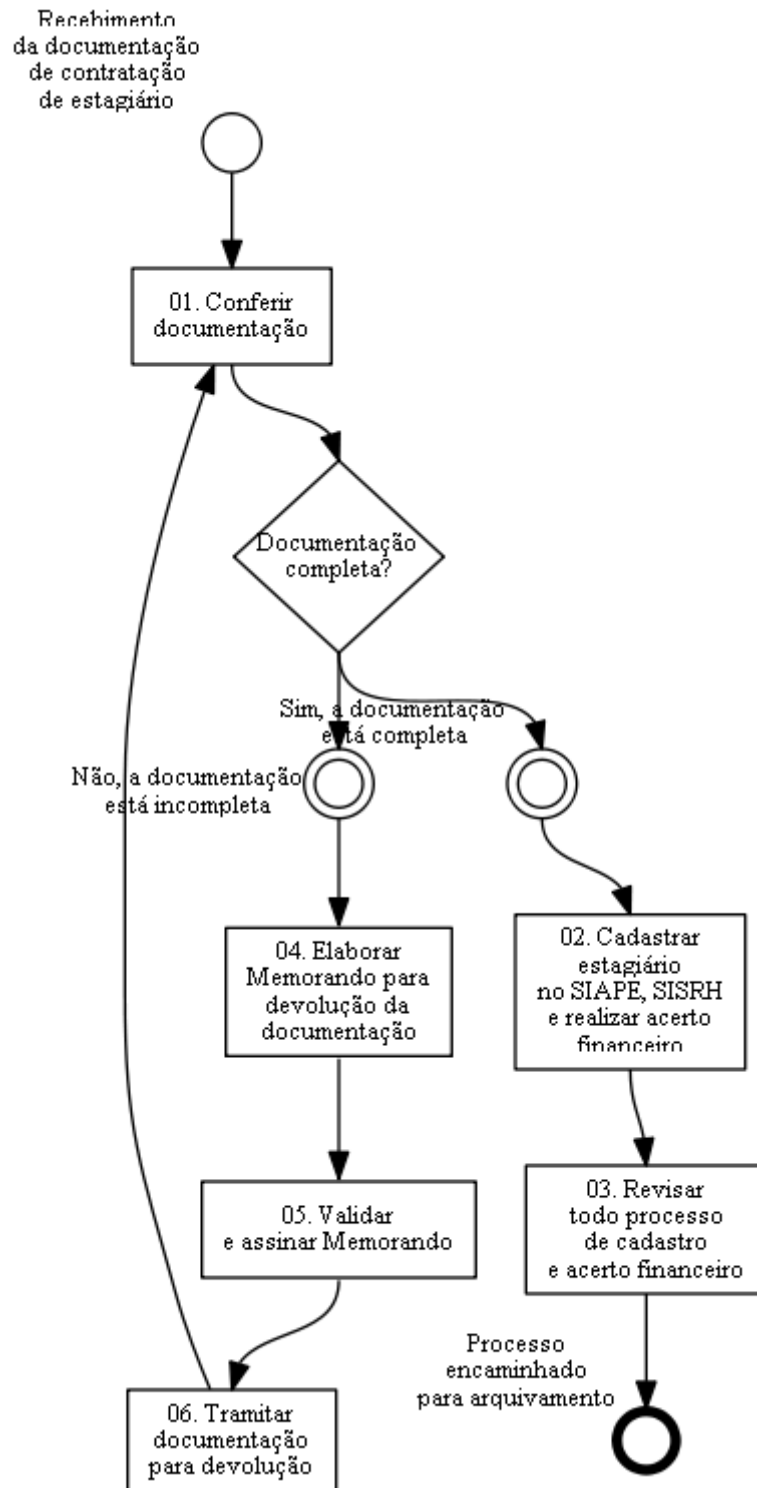 Recebimento
da documentação
de contratação
de estagiário
01. Conferir
documentação
Documentação
completa?
Sim, a documentação
está completa
Não, a documentação
está incompleta
04. Elaborar
Memorando para
devolução da
documentação
02. Cadastrar
estagiário
no SIAPE, SISRH
e realizar acerto
financeiro
05. Validar
e assinar Memorando
03. Revisar
todo processo
de cadastro
e acerto financeiro
Processo
encaminhado
para arquivamento
06. Tramitar
documentação
para devolução